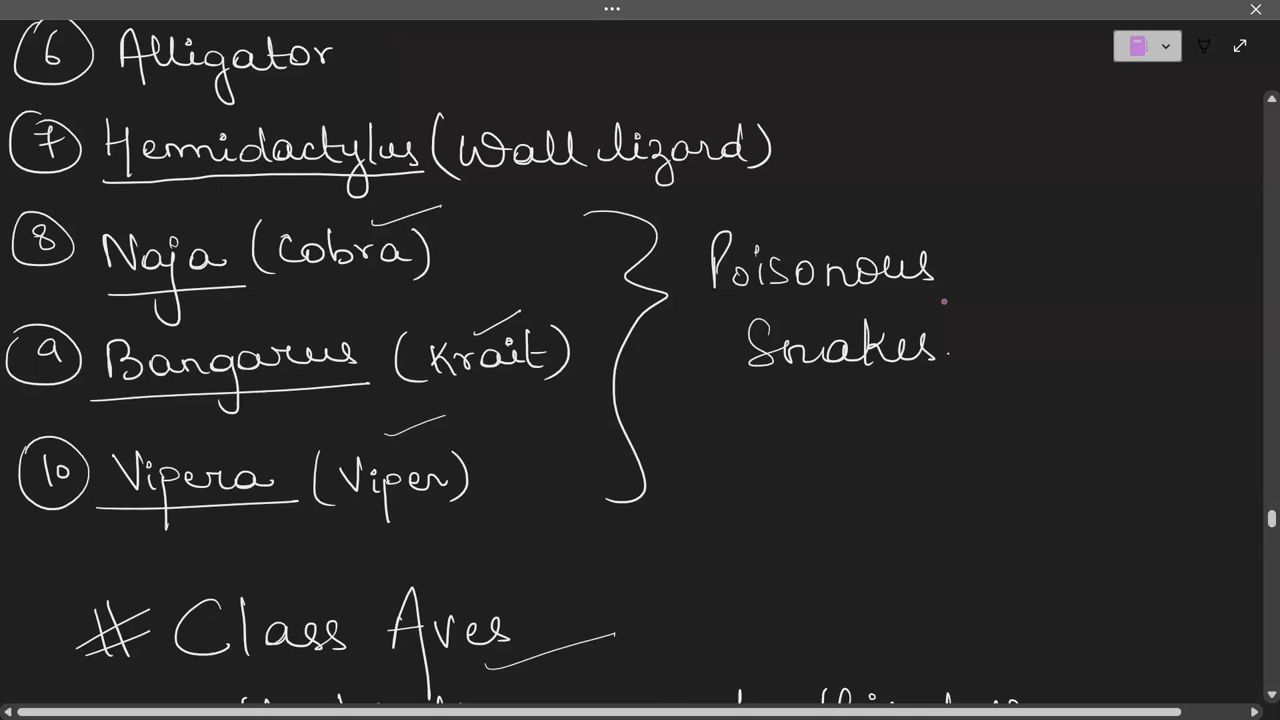 6 Alligator
7 Hemidactylus (Wall lizard)
8 Naja (Cobra)
9 Bangarus (Krait)
10 Vipera (Viper)
Poisonous
Snakes.
# Class Aves